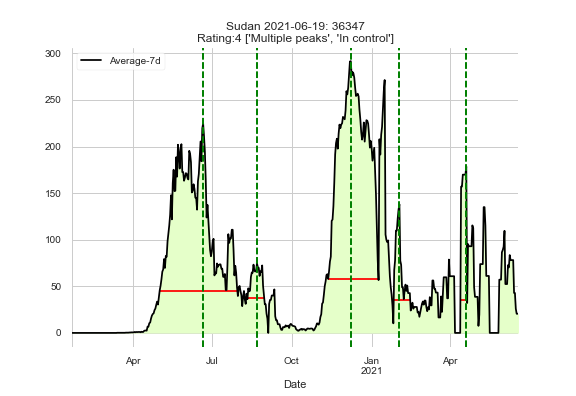 Sudan 2021-06-19: 36347
Rating:4 ['Multiple peaks', 'In control']
300
Average-7d
250
200
150
100
50
0
Apr
Jul
Oct
Jan
Apr
2021
Date